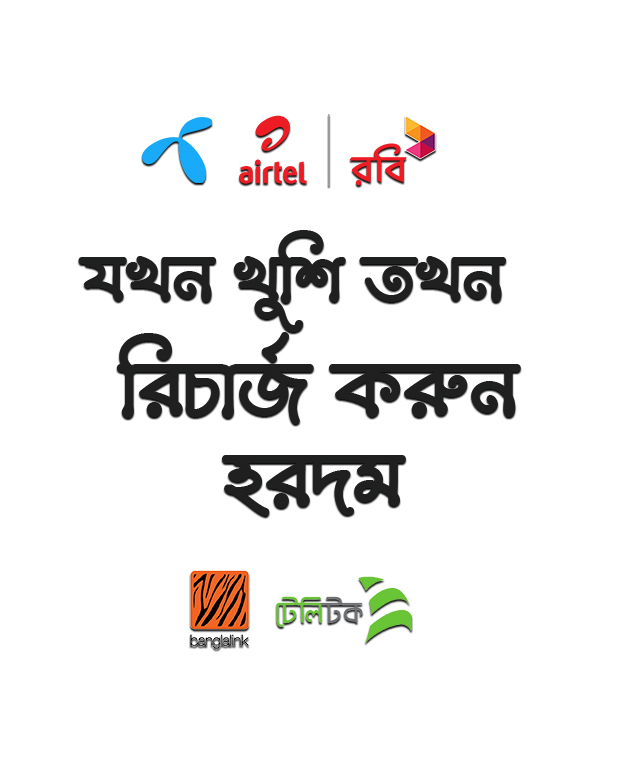 airtel
রবি
যখন খুশি তখন
রিচার্জ করুন
হরদম
banglalink
টেলিটক